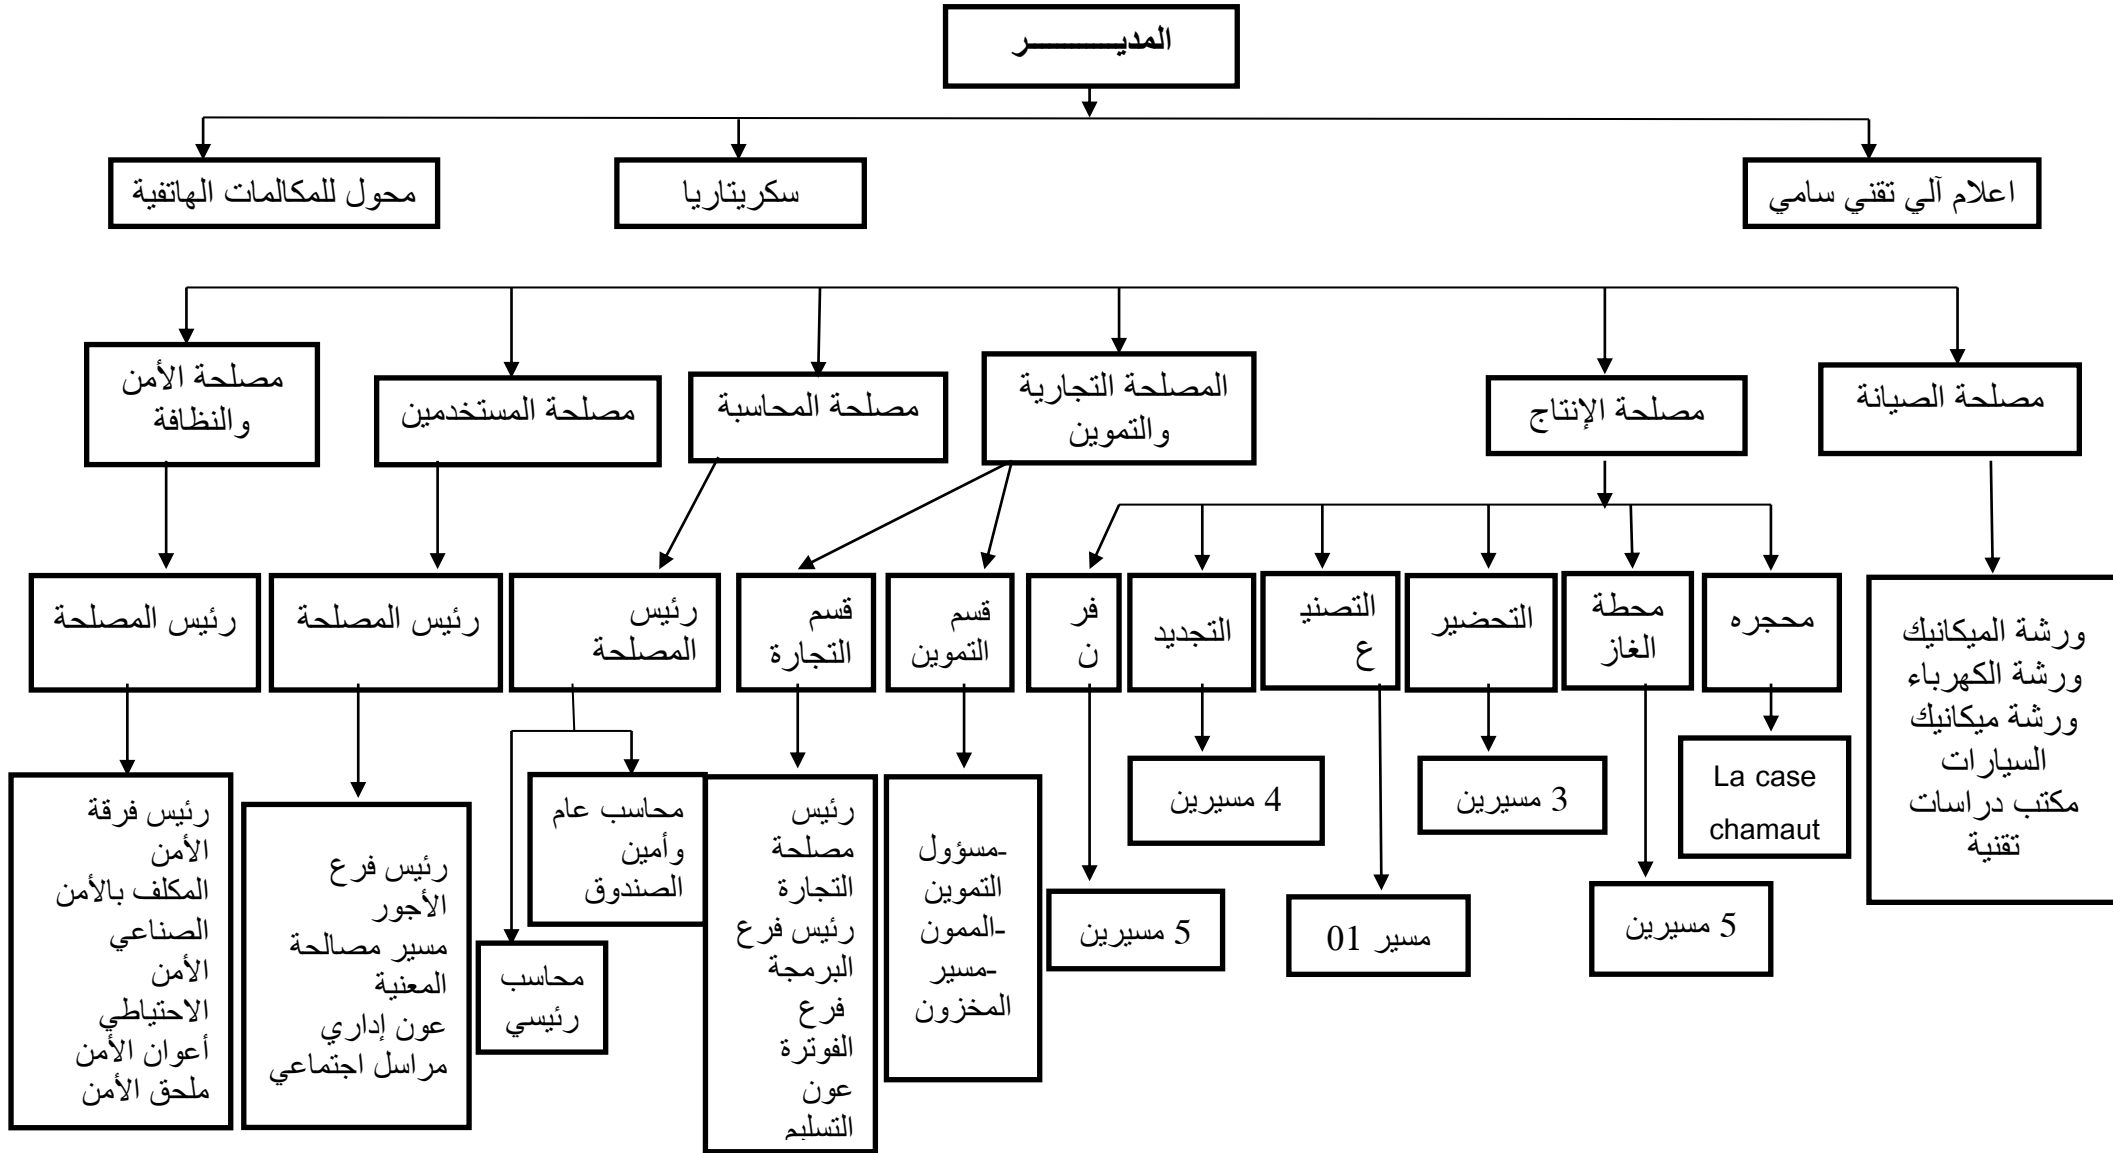 المديــــــــــر
اعلام آلي تقني سامي
سكريتاريا
محول للمكالمات الهاتفية
مصلحة الصيانة
مصلحة الإنتاج
المصلحة التجارية
والتموين
مصلحة المحاسبة
مصلحة المستخدمين
مصلحة الأمن
والنظافة
ورشة الميكانيك
ورشة الكهرباء
ورشة ميكانيك
السيارات
مكتب دراسات
تقنية
محجره
محطة
الغاز
التحضير
التصنيـ
ع
التجديد
فر
ن
قسم
التموين
قسم
التجارة
رئيس
المصلحة
رئيس المصلحة
رئيس المصلحة
La case
chamaut
5 مسيرين
3 مسيرين
مسير 01
4 مسيرين
5 مسيرين
-مسؤول
التموين
-الممون
-مسير
المخزون
رئيس
مصلحة
التجارة
رئيس فرع
البرمجة
فرع
الفوترة
عون
التسليم
محاسب عام
وأمين
الصندوق
محاسب
رئيسي
رئيس فرع
الأجور
مسير مصالحة
المعنية
عون إداري
مراسل اجتماعي
رئيس فرقة
الأمن
المكلف بالأمن
الصناعي
الأمن
الاحتياطي
أعوان الأمن
ملحق الأمن